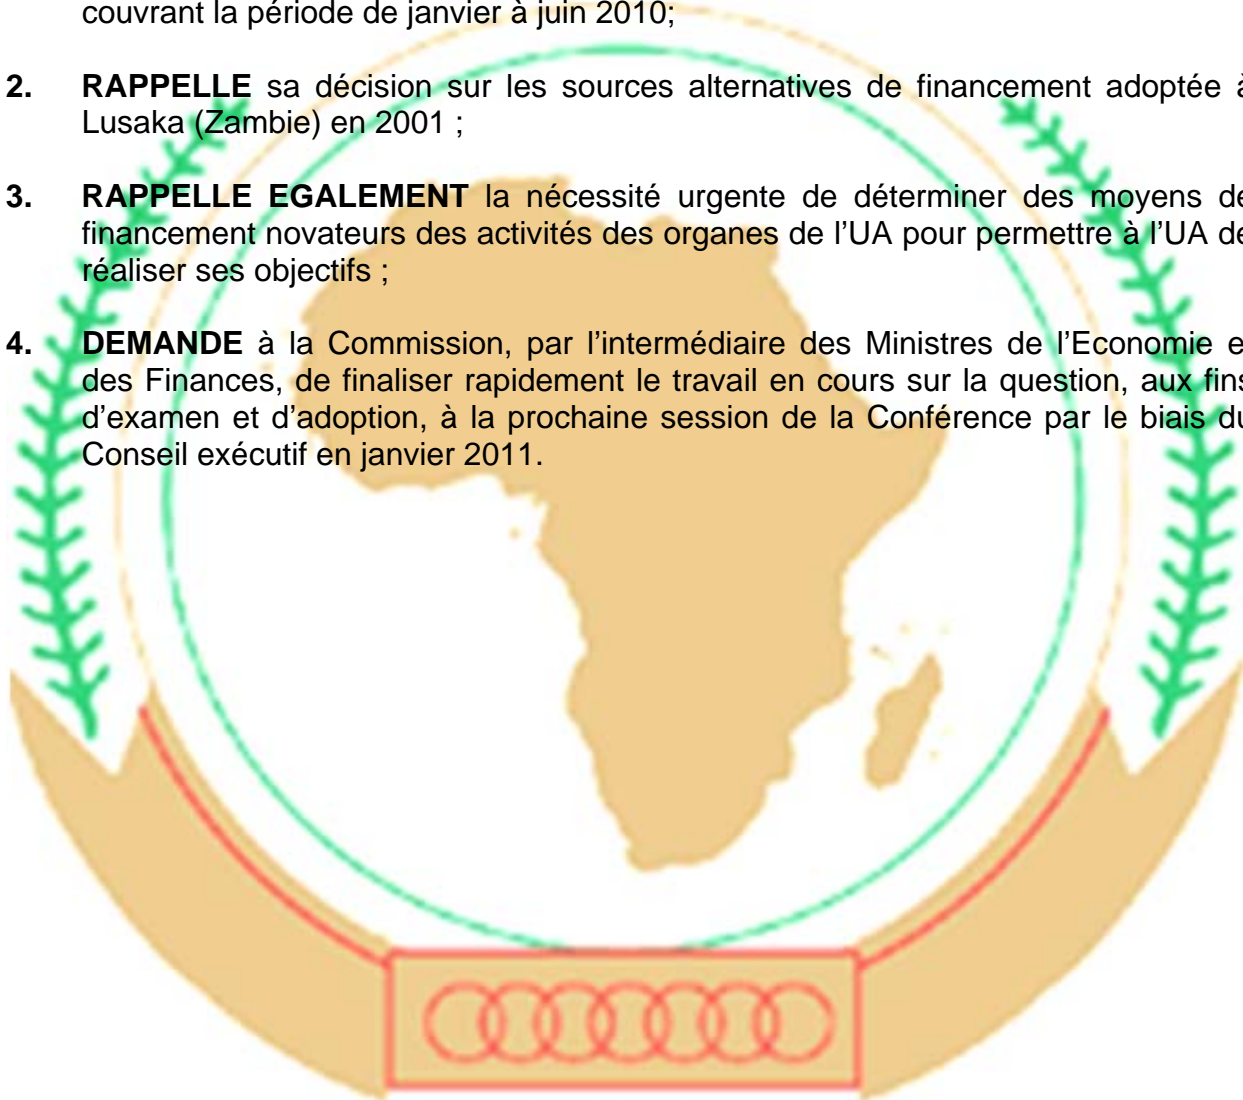 couvrant la période de janvier à juin 2010;
2. RAPPELLE sa décision sur les sources alternatives de financement adoptée à
Lusaka (Zambie) en 2001 ;
3. RAPPELLE EGALEMENT la nécessité urgente de déterminer des moyens de
financement novateurs des activités des organes de l'UA pour permettre à l'UA de
réaliser ses objectifs ;
4. DEMANDE à la Commission, par l'intermédiaire des Ministres de l'Economie et
des Finances, de finaliser rapidement le travail en cours sur la question, aux fins
d'examen et d'adoption, à la prochaine session de la Conférence par le biais du
Conseil exécutif en janvier 2011.